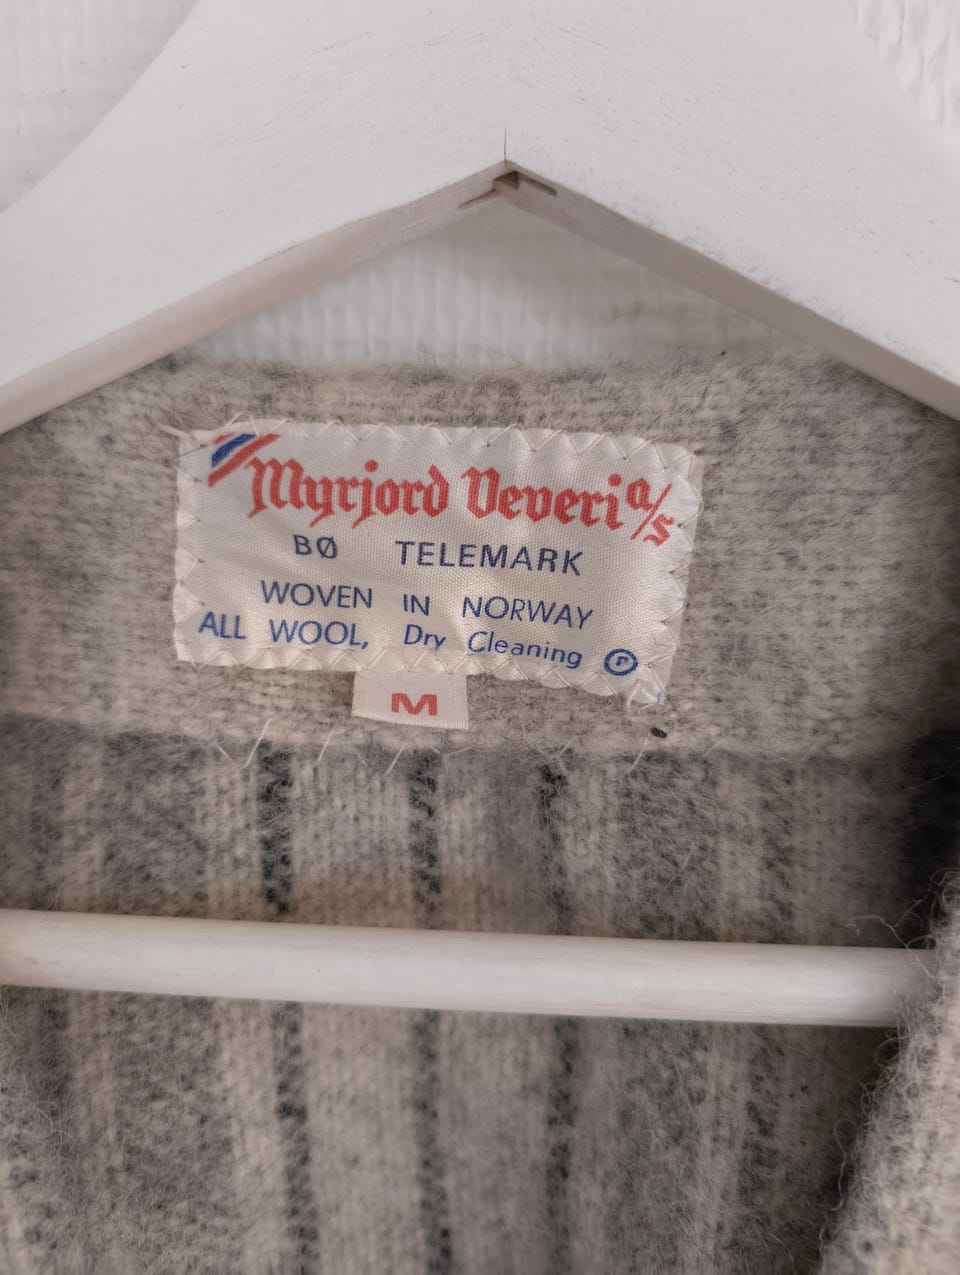 Myrjord Veveri a/s
BØ TELEMARK
WOVEN IN NORWAY
ALL WOOL, Dry Cleaning Ⓟ
M